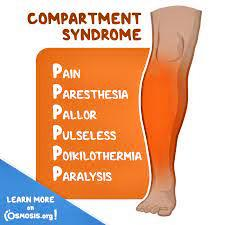 COMPARTMENT
SYNDROME
PAIN
PARESTHESIA
PALLOR
PULSELESS
POIKILOTHERMIA
PARALYSIS
LEARN MORE
ON
OSMOSIS.org!